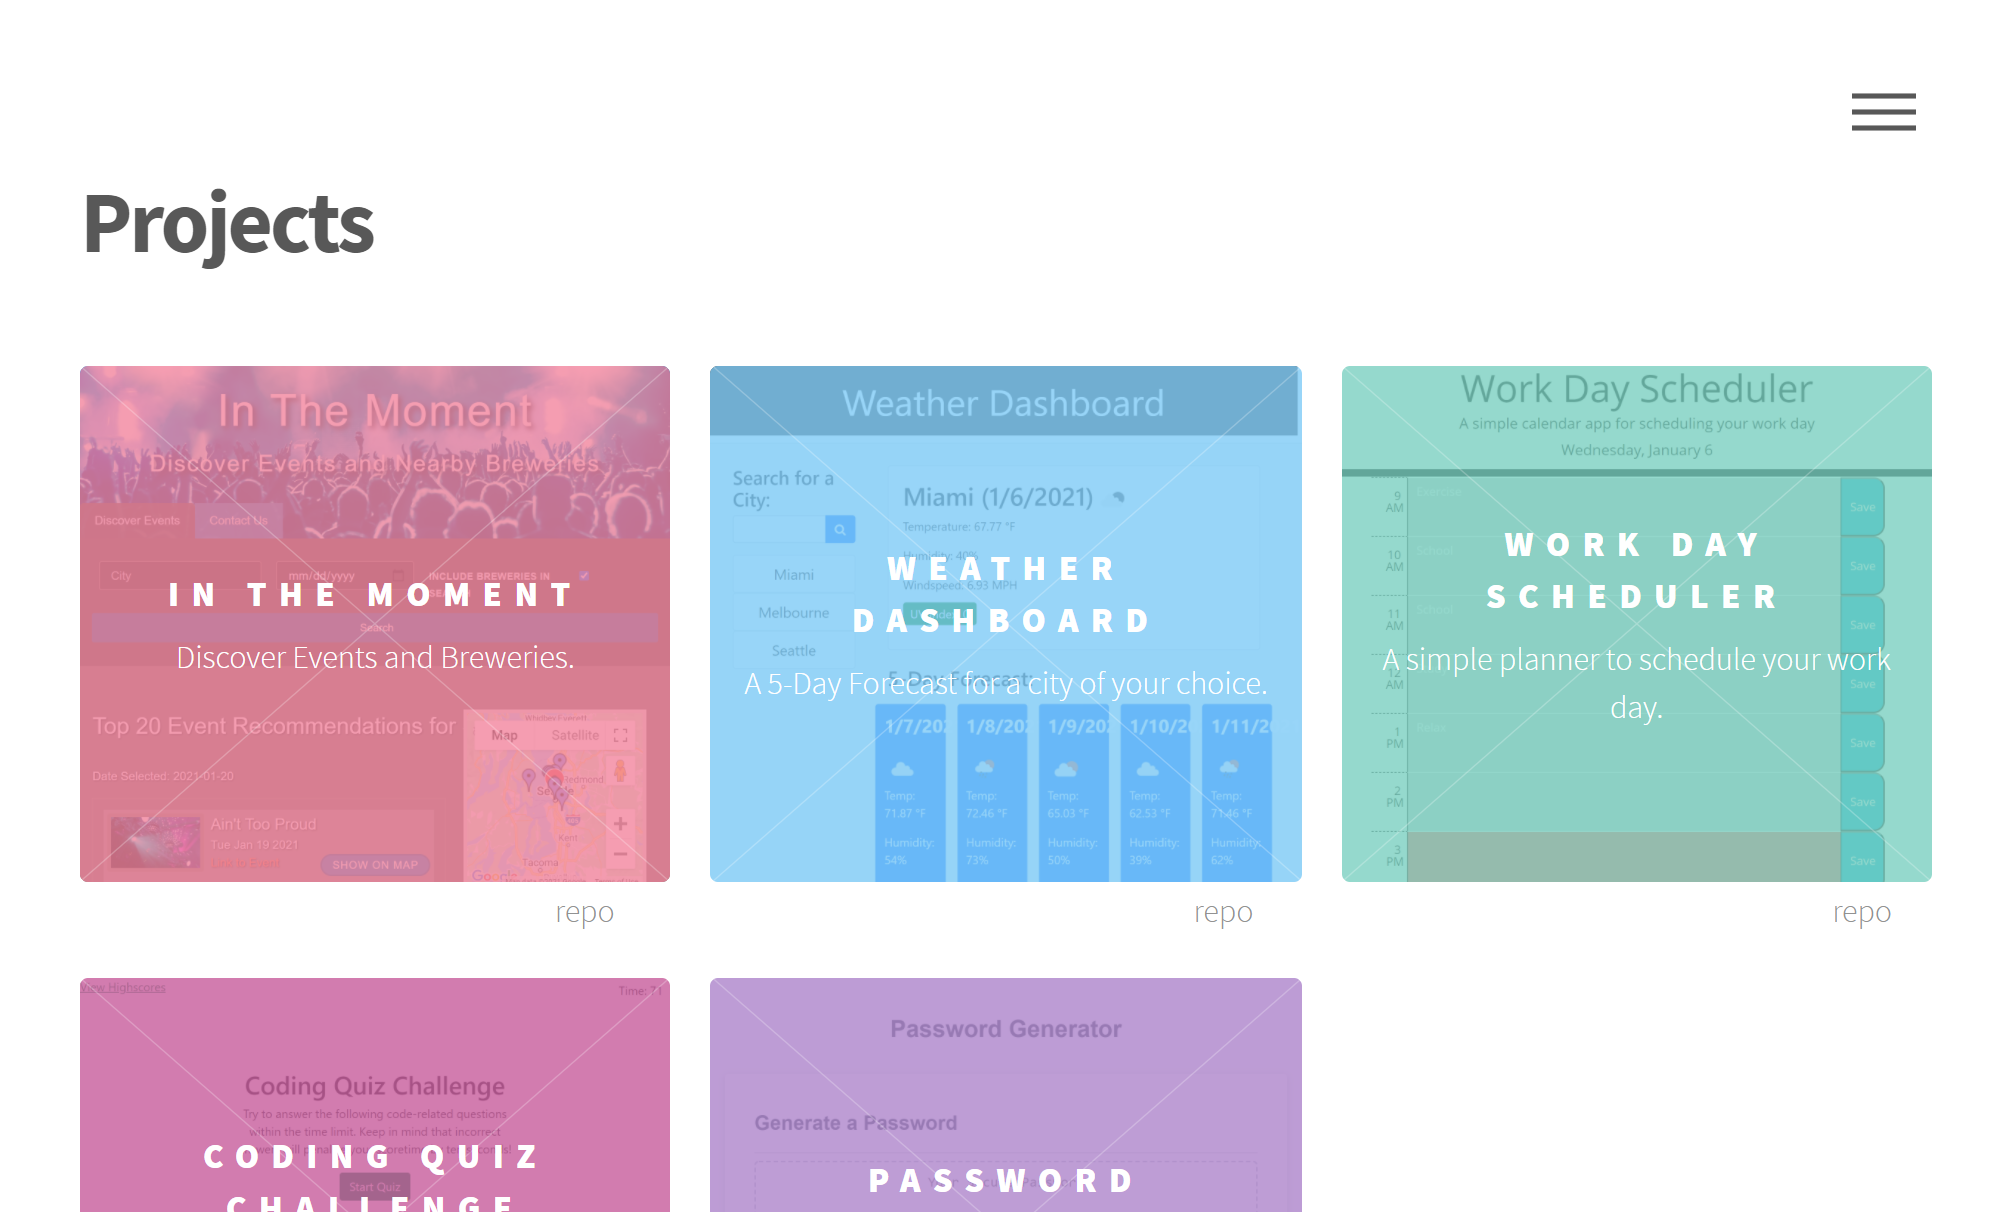 Projects
In The Moment
Discover Events and Nearby Breweries
Discover Events
Contact Us
City
mm/dd/yyyy
INCLUDE BREWERIES IN
IN THE MOMENT
Search
Discover Events and Breweries.
Top 20 Event Recommendations for
Map
Satellite
Date Selected: 2021-01-20
Redmond
Ain't Too Proud
Tue Jan 19 2021
SHOW ON MAP
Kent
Tacoma
Google
repo
Weather Dashboard
Search for a
City:
Miami (1/6/2021)
Temperature: 67.77 °F
Humidity: 40%
Windspeed: 6.93 MPH
Miami
Melbourne
Seattle
WEATHER
DASHBOARD
5-Day Forecast:
A 5-Day Forecast for a city of your choice.
1/7/202
1/8/202
1/9/202
1/10/20
1/11/20
Temp:
Temp:
Temp:
Temp:
Temp:
71.87 °F
72.46 °F
65.03 °F
62.53 °F
71.46 °F
Humidity:
Humidity:
Humidity:
Humidity:
Humidity:
54%
73%
50%
39%
62%
repo
Work Day Scheduler
A simple calendar app for scheduling your work day
Wednesday, January 6
9
AM
Exercise
Save
10
AM
School
Save
11
AM
School
Save
12
AM
Save
1
PM
Save
2
PM
Save
3
PM
Save
WORK DAY
SCHEDULER
A simple planner to schedule your work
day.
repo
View Highscores
Time: 71
Coding Quiz Challenge
Try to answer the following code-related questions
within the time limit. Keep in mind that incorrect
CODING QUIZ
Start Quiz
CHALLENGE
Password Generator
Generate a Password
PASSWORD